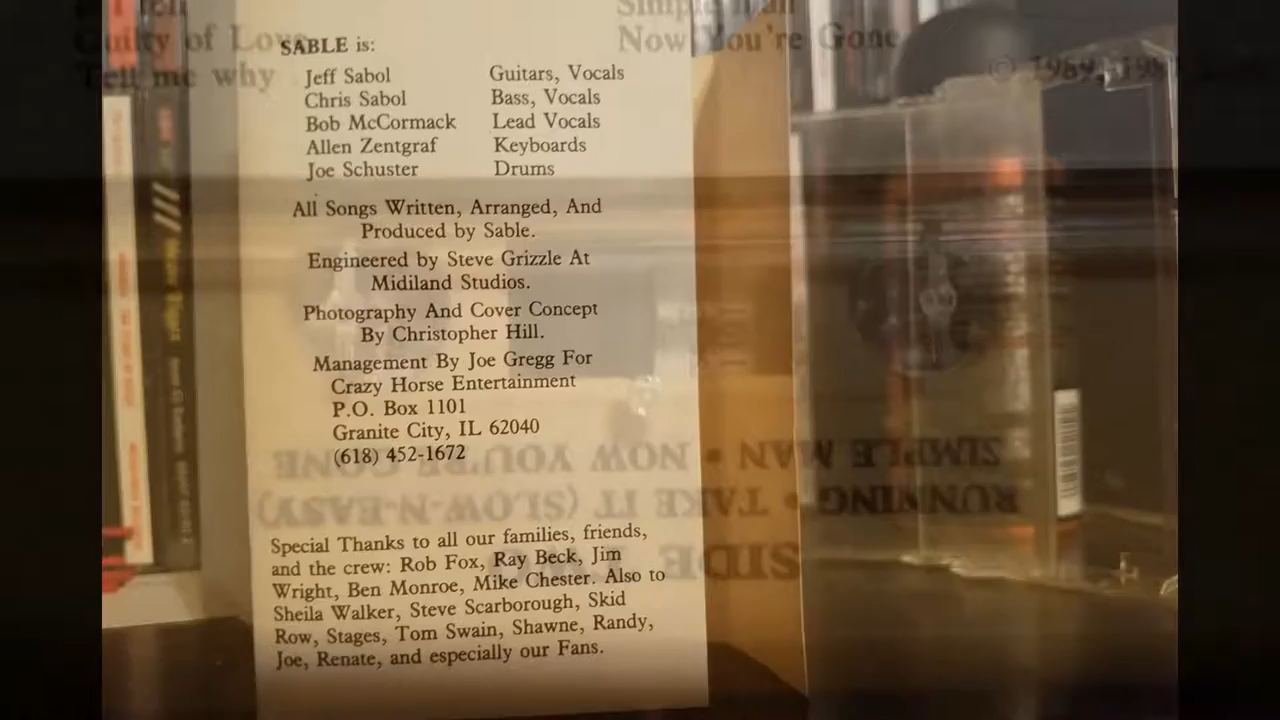 Guilty of Love
Tell me why
Simple Man
Now You're Gone
© 1989, 198
SABLE is:
Jeff Sabol Guitars, Vocals
Chris Sabol Bass, Vocals
Bob McCormack Lead Vocals
Allen Zentgraf Keyboards
Joe Schuster Drums
All Songs Written, Arranged, And
Produced by Sable.
Engineered by Steve Grizzle At
Midiland Studios.
Photography And Cover Concept
By Christopher Hill.
Management By Joe Gregg For
Crazy Horse Entertainment
P.O. Box 1101
Granite City, IL 62040
(618) 452-1672
SIMPLE MAN • NOW YOU'RE GONE
RUNNING • TAKE IT (SLOW-N-EASY)
SIDE
Special Thanks to all our families, friends,
and the crew: Rob Fox, Ray Beck, Jim
Wright, Ben Monroe, Mike Chester. Also to
Sheila Walker, Steve Scarborough, Skid
Row, Stages, Tom Swain, Shawne, Randy,
Joe, Renate, and especially our Fans.